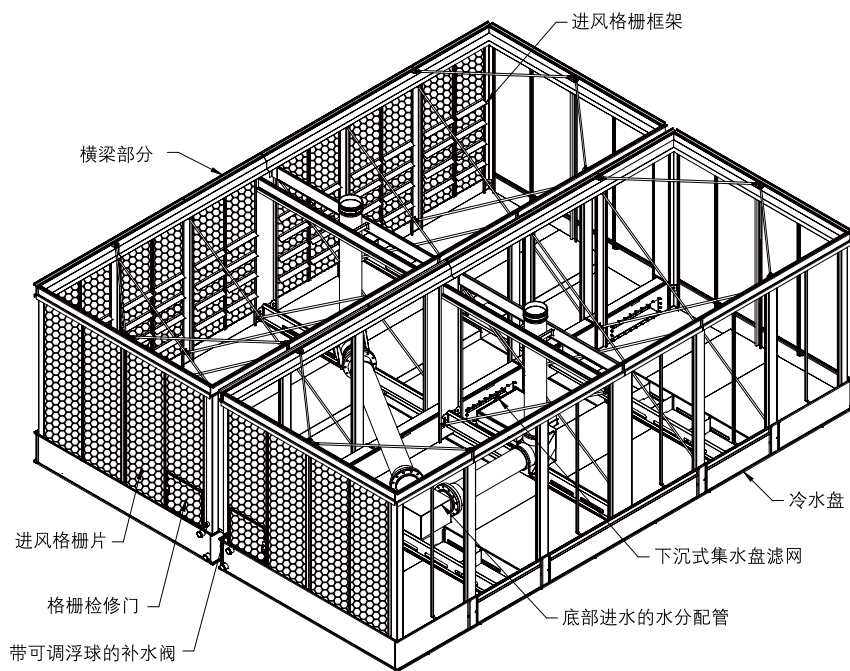 进风格栅框架
横梁部分
冷水盘
进风格栅片
下沉式集水盘滤网
格栅检修门
底部进水的水分配管
带可调浮球的补水阀